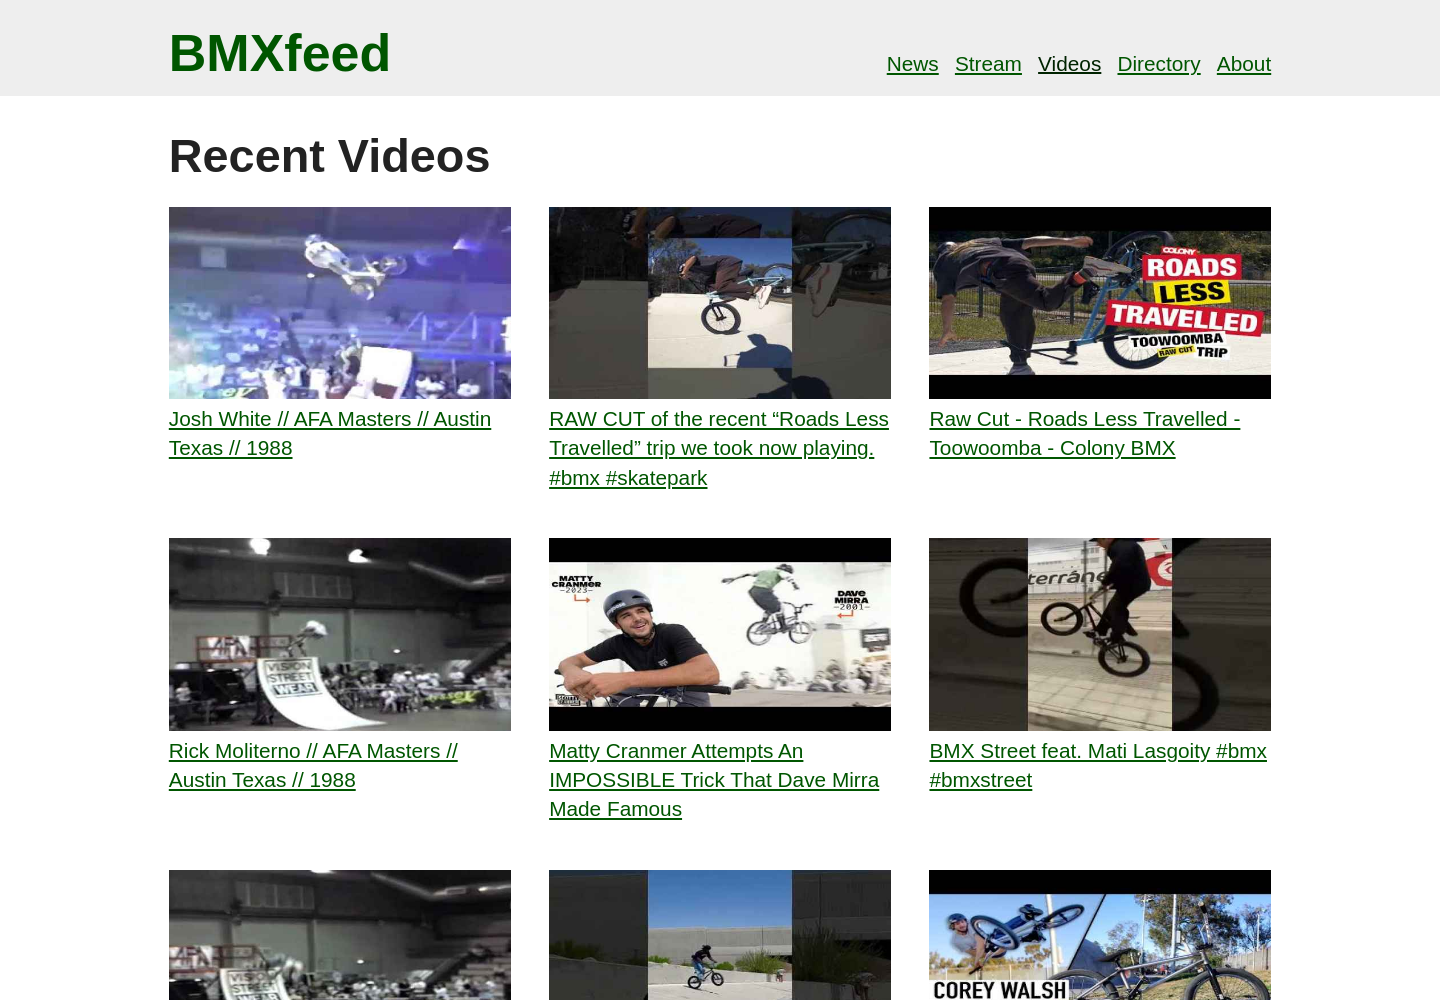 BMXfeed
News Stream Videos Directory About
Recent Videos
COLONY
ROADS
LESS
TRAVELLED
TOOWOOMBA
RAW CUT TRIP
Josh White // AFA Masters // Austin
Texas // 1988
RAW CUT of the recent “Roads Less
Travelled” trip we took now playing.
#bmx #skatepark
Raw Cut - Roads Less Travelled -
Toowoomba - Colony BMX
VISION
STREET
WEAR
MATTY
CRANMER
-2023-
DAVE
MIRRA
-2001-
terráne
Rick Moliterno // AFA Masters //
Austin Texas // 1988
Matty Cranmer Attempts An
IMPOSSIBLE Trick That Dave Mirra
Made Famous
BMX Street feat. Mati Lasgoity #bmx
#bmxstreet
VISION
STREET
COREY WALSH